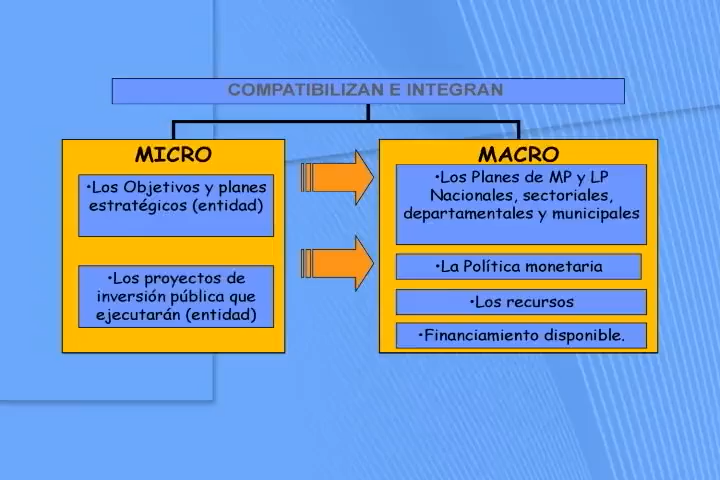 COMPATIBILIZAN E INTEGRAN
MICRO
•Los Objetivos y planes
estratégicos (entidad)
•Los proyectos de
inversión pública que
ejecutarán (entidad)
MACRO
•Los Planes de MP y LP
Nacionales, sectoriales,
departamentales y municipales
•La Política monetaria
•Los recursos
•Financiamiento disponible.